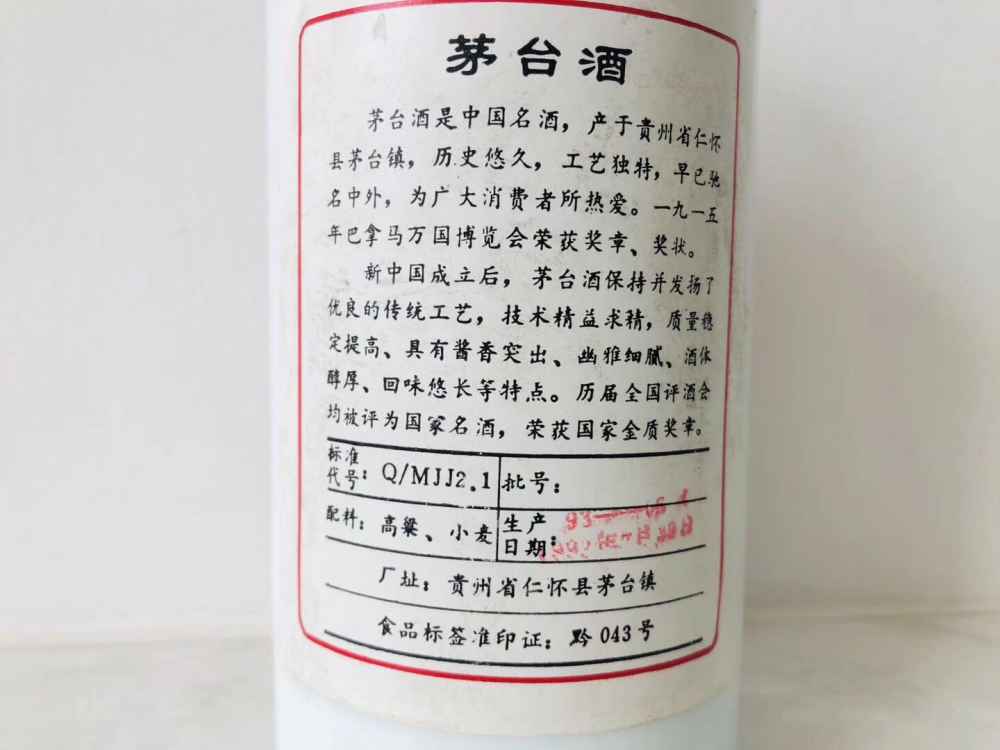 茅台酒
茅台酒是中国名酒，产于贵州省仁怀
县茅台镇，历史悠久，工艺独特，早已驰
名中外，为广大消费者所热爱。一九一五
年巴拿马万国博览会荣获奖章、奖状。
新中国成立后，茅台酒保持并发扬了
优良的传统工艺，技术精益求精，质量稳
定提高、具有酱香突出、幽雅细腻、酒体
醇厚、回味悠长等特点。历届全国评酒会
均被评为国家名酒，荣获国家金质奖章。
标准代号：Q/MJJ2.1 批号：
配料：高粱、小麦 生产日期：
93
厂址：贵州省仁怀县茅台镇
食品标签准印证：黔 043 号